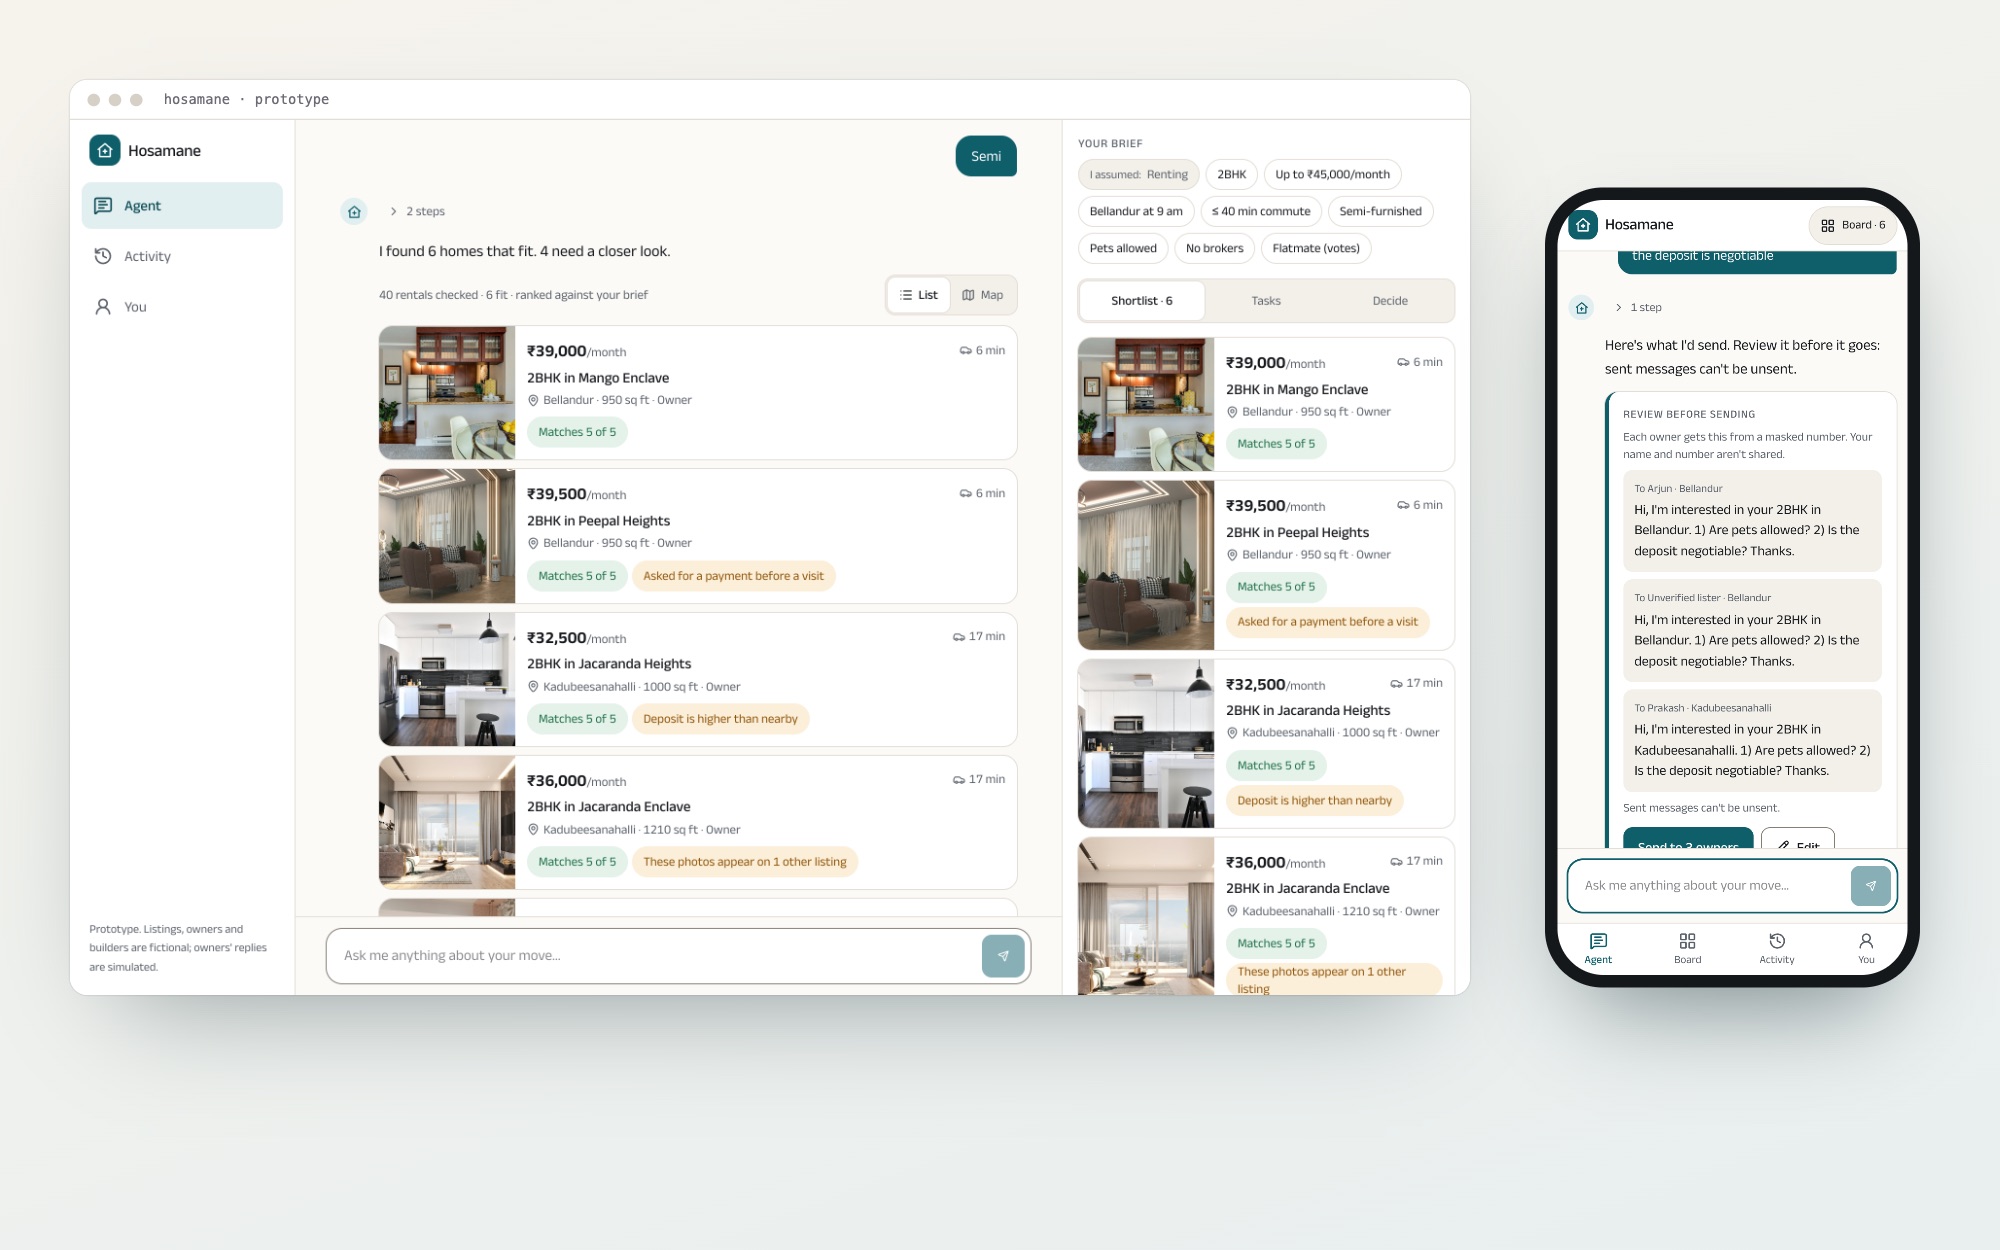 hosamane · prototype
Hosamane
Agent
Activity
You
Prototype. Listings, owners and
builders are fictional; owners' replies
are simulated.
Semi
2 steps
I found 6 homes that fit. 4 need a closer look.
40 rentals checked · 6 fit · ranked against your brief
List
Map
₹39,000/month
6 min
2BHK in Mango Enclave
Bellandur · 950 sq ft · Owner
Matches 5 of 5
₹39,500/month
6 min
2BHK in Peepal Heights
Bellandur · 950 sq ft · Owner
Matches 5 of 5
Asked for a payment before a visit
₹32,500/month
17 min
2BHK in Jacaranda Heights
Kadubeesanahalli · 1000 sq ft · Owner
Matches 5 of 5
Deposit is higher than nearby
₹36,000/month
17 min
2BHK in Jacaranda Enclave
Kadubeesanahalli · 1210 sq ft · Owner
Matches 5 of 5
These photos appear on 1 other listing
Ask me anything about your move...
YOUR BRIEF
I assumed: Renting
2BHK
Up to ₹45,000/month
Bellandur at 9 am
≤ 40 min commute
Semi-furnished
Pets allowed
No brokers
Flatmate (votes)
Shortlist · 6
Tasks
Decide
₹39,000/month
6 min
2BHK in Mango Enclave
Bellandur · 950 sq ft · Owner
Matches 5 of 5
₹39,500/month
6 min
2BHK in Peepal Heights
Bellandur · 950 sq ft · Owner
Matches 5 of 5
Asked for a payment before a visit
₹32,500/month
17 min
2BHK in Jacaranda Heights
Kadubeesanahalli · 1000 sq ft · Owner
Matches 5 of 5
Deposit is higher than nearby
₹36,000/month
17 min
2BHK in Jacaranda Enclave
Kadubeesanahalli · 1210 sq ft · Owner
Matches 5 of 5
These photos appear on 1 other
listing
Hosamane
Board · 6
the deposit is negotiable
1 step
Here's what I'd send. Review it before it goes:
sent messages can't be unsent.
REVIEW BEFORE SENDING
Each owner gets this from a masked number. Your
name and number aren't shared.
To Arjun · Bellandur
Hi, I'm interested in your 2BHK in
Bellandur. 1) Are pets allowed? 2) Is the
deposit negotiable? Thanks.
To Unverified lister · Bellandur
Hi, I'm interested in your 2BHK in
Bellandur. 1) Are pets allowed? 2) Is the
deposit negotiable? Thanks.
To Prakash · Kadubeesanahalli
Hi, I'm interested in your 2BHK in
Kadubeesanahalli. 1) Are pets allowed? 2)
Is the deposit negotiable? Thanks.
Sent messages can't be unsent.
Send to 3 owners
Edit
Ask me anything about your move...
Agent
Board
Activity
You